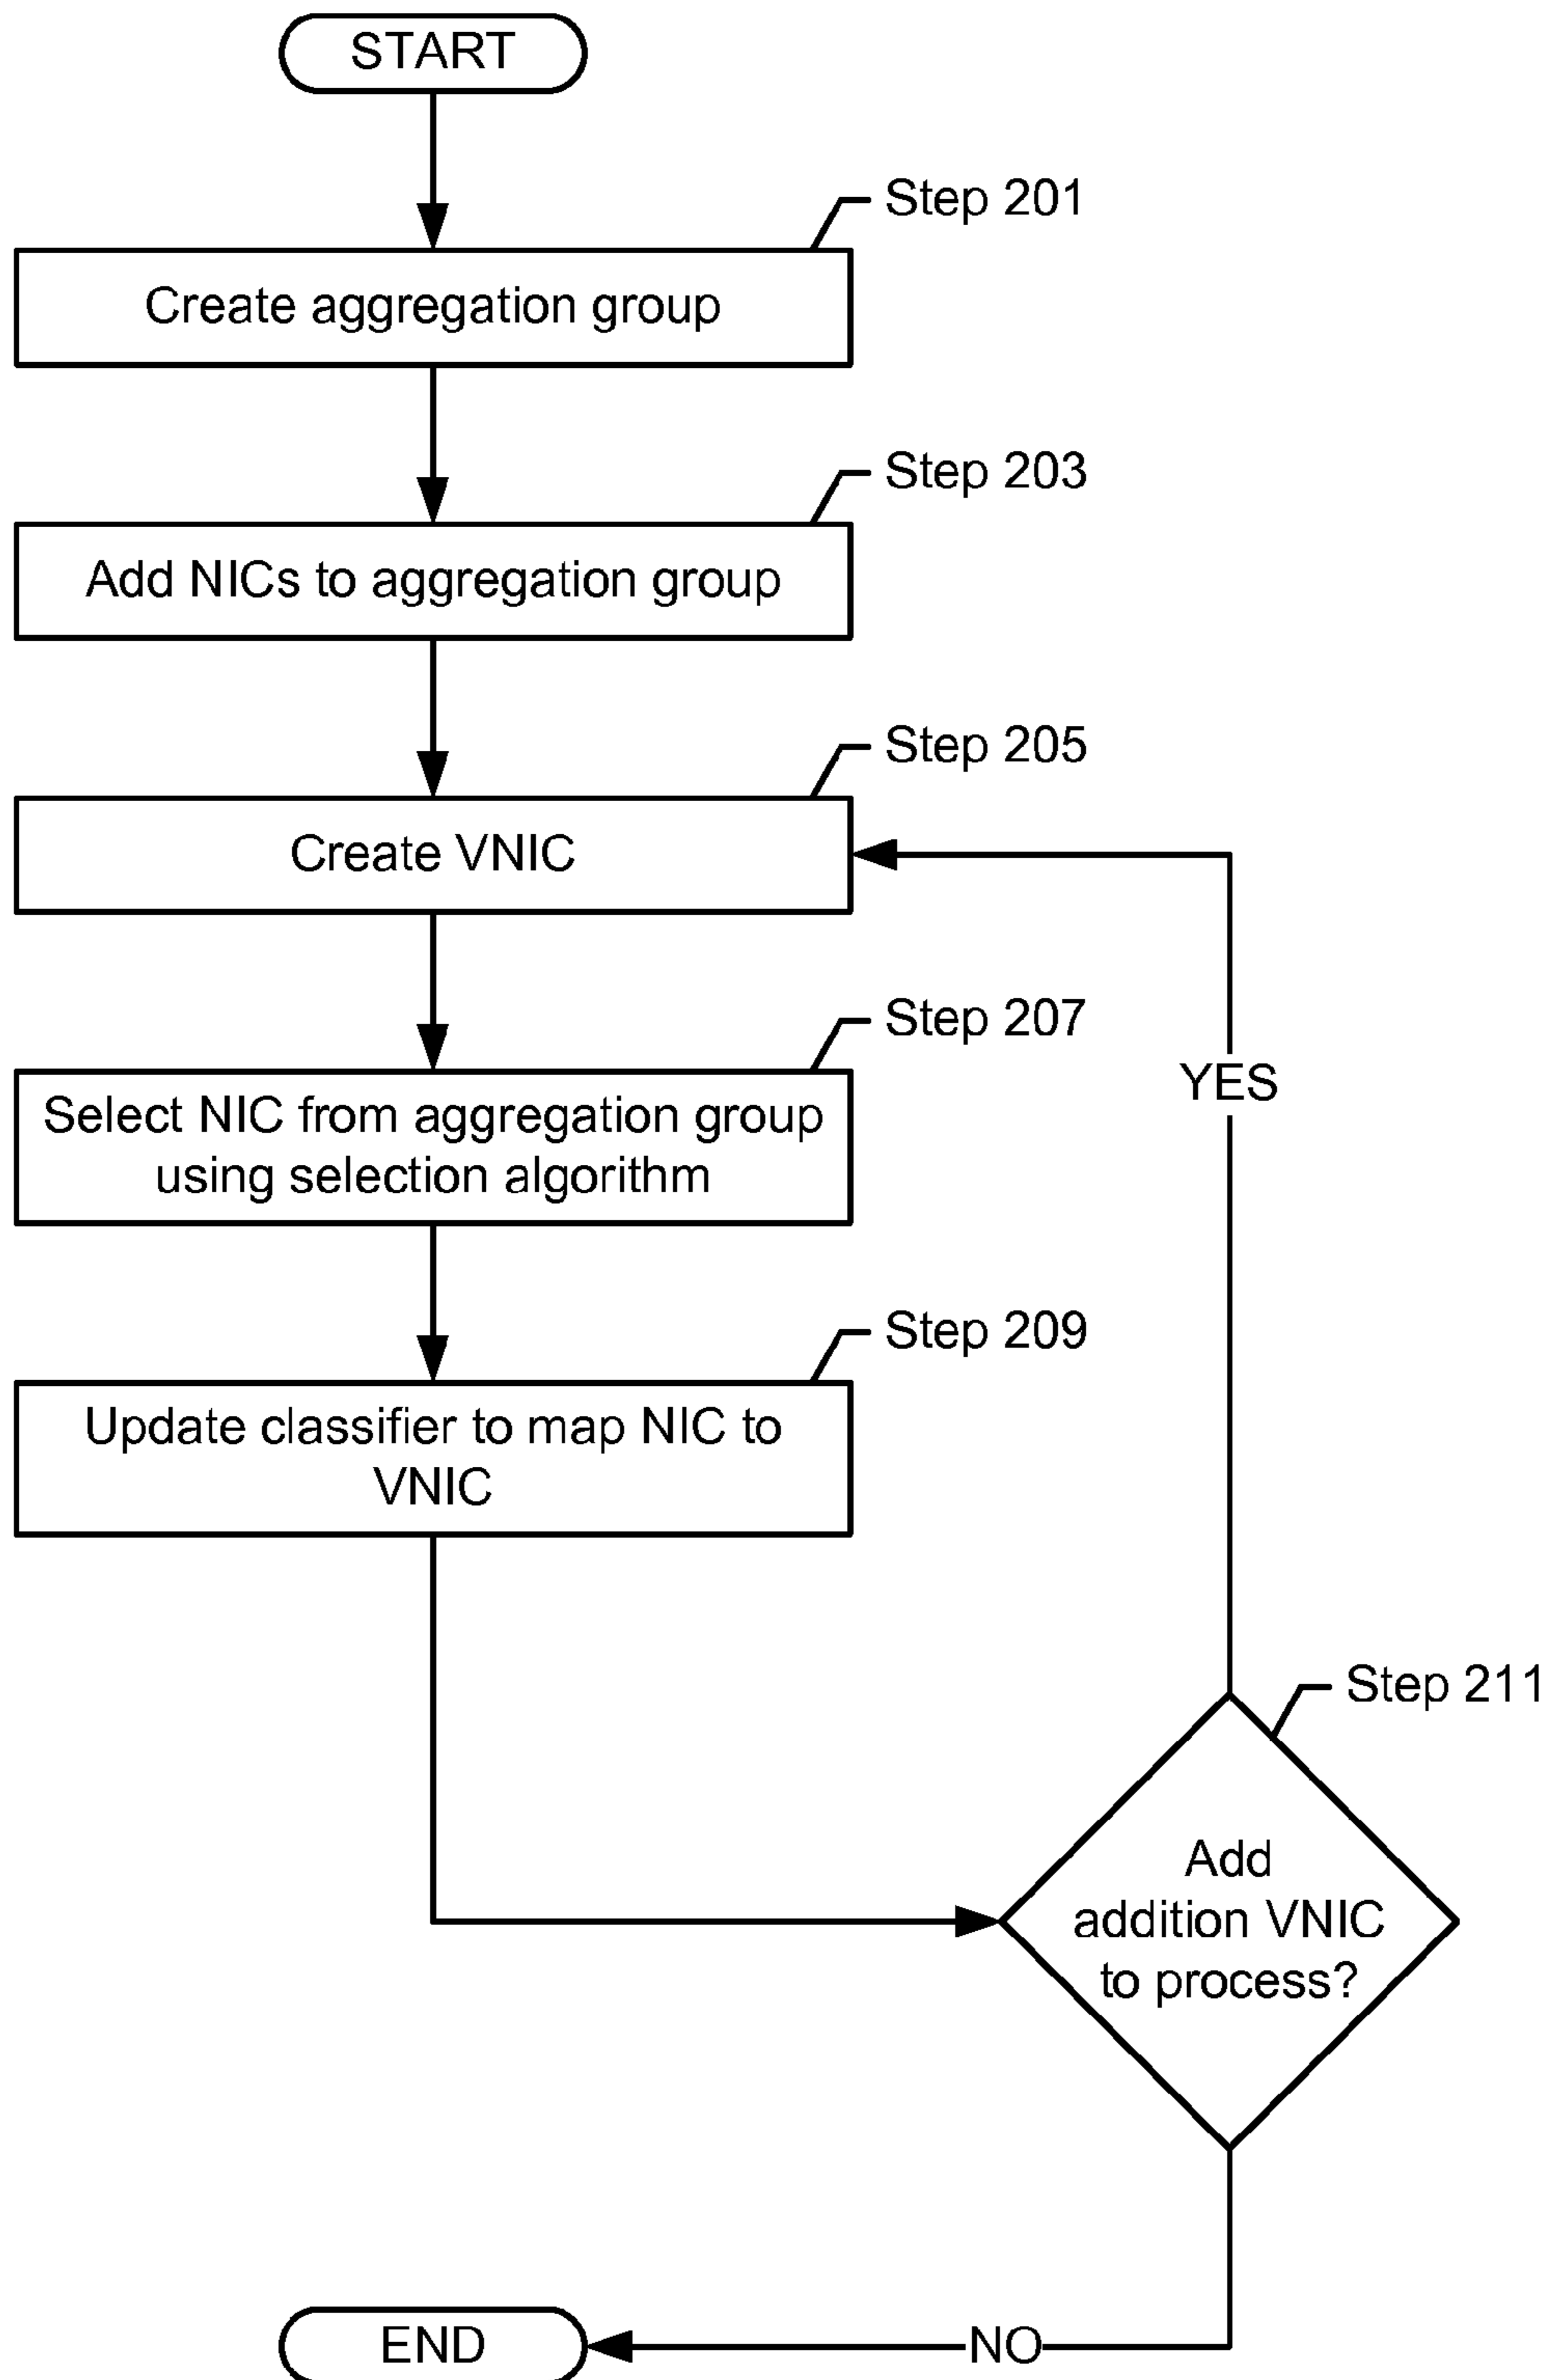 START
Step 201
Create aggregation group
Step 203
Add NICs to aggregation group
Step 205
Create VNIC
Step 207
Select NIC from aggregation group
using selection algorithm
YES
Step 209
Update classifier to map NIC to
VNIC
Step 211
Add
addition VNIC
to process?
END
NO